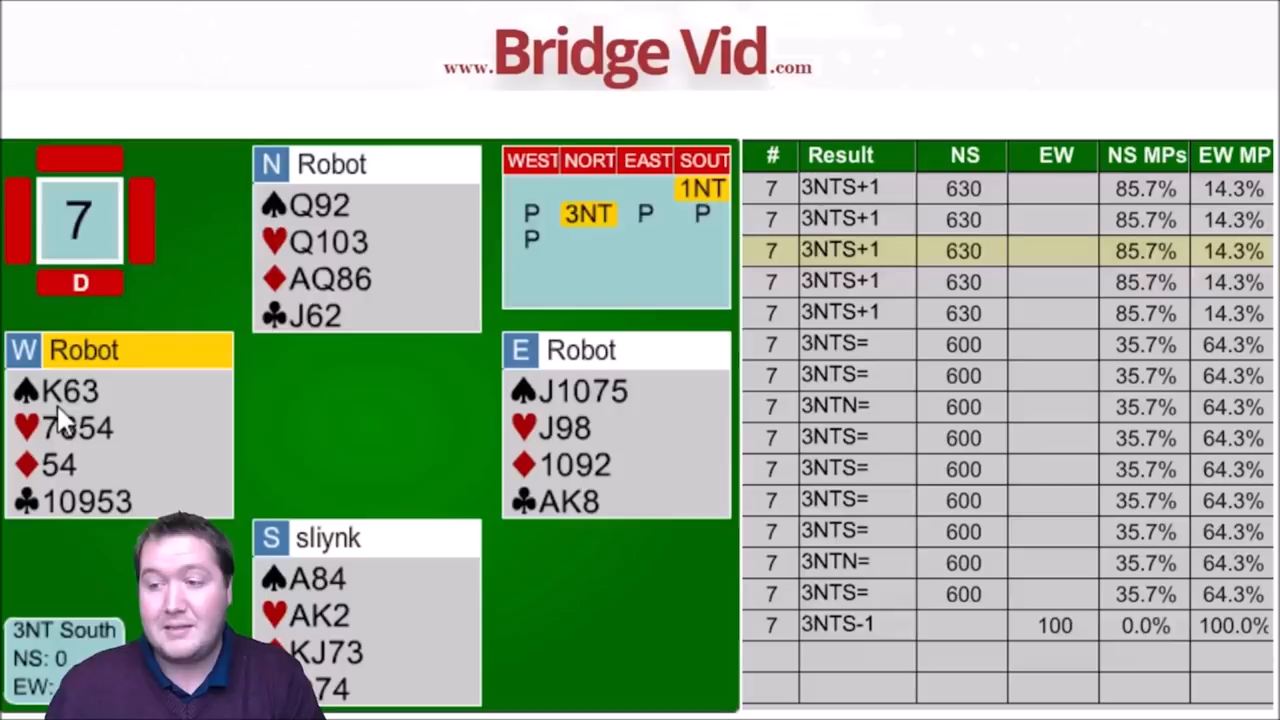 www.Bridge Vid.com
7
D
N Robot
♠Q92
♥Q103
♦AQ86
♣J62
WEST NORT EAST SOUT
1NT
P 3NT P P
P
W Robot
♠K63
54
♣10953
E Robot
♠J1075
♥J98
♦1092
♣AK8
S sliynk
♠A84
♥AK2
KJ73
74
3NT South
NS: 0
EW:
# Result NS EW NS MPs EW MP
7 3NTS+1 630 85.7% 14.3%
7 3NTS+1 630 85.7% 14.3%
7 3NTS+1 630 85.7% 14.3%
7 3NTS+1 630 85.7% 14.3%
7 3NTS+1 630 85.7% 14.3%
7 3NTS= 600 35.7% 64.3%
7 3NTS= 600 35.7% 64.3%
7 3NTN= 600 35.7% 64.3%
7 3NTS= 600 35.7% 64.3%
7 3NTS= 600 35.7% 64.3%
7 3NTS= 600 35.7% 64.3%
7 3NTS= 600 35.7% 64.3%
7 3NTN= 600 35.7% 64.3%
7 3NTS= 600 35.7% 64.3%
7 3NTS-1 100 0.0% 100.0%